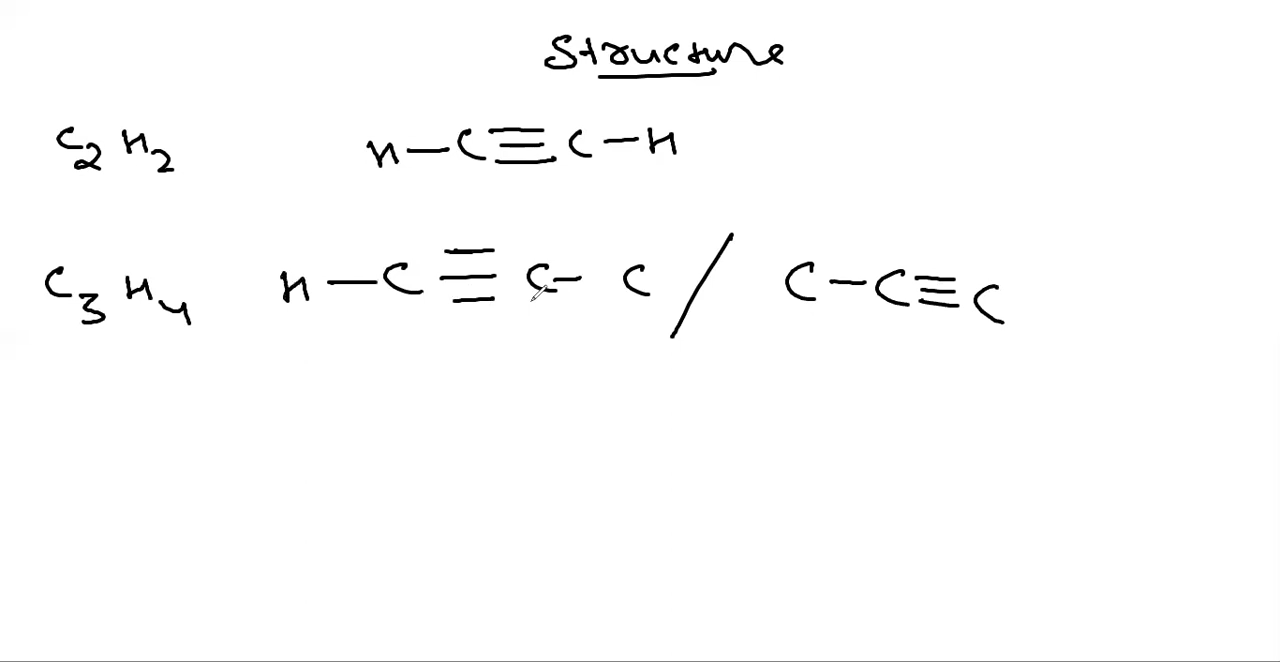 Structure
C2H2 H-C≡C-H
C3H4 H-C≡C-C / C-C≡C